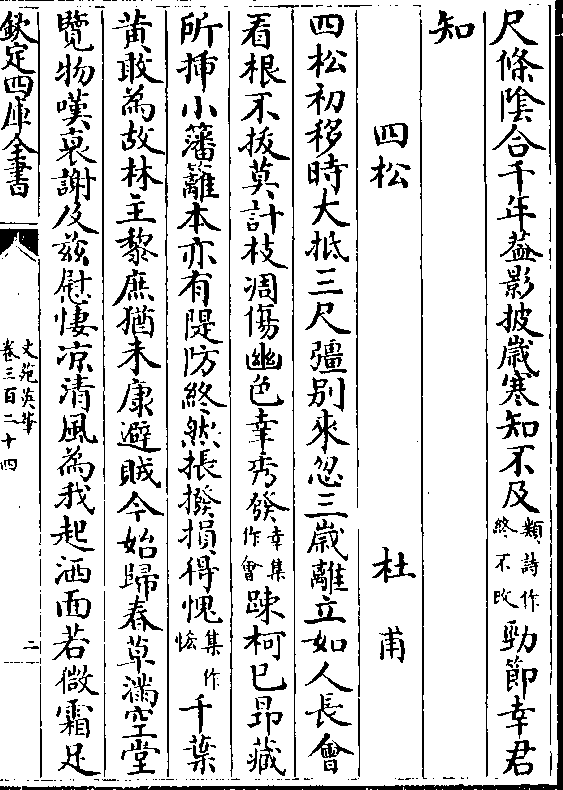 尺條陰合千年葢影披歲寒知不及類詩作終不改勁節幸君
知
四松 杜甫
四松初移時大抵三尺彊别來忽三歲離立如人長會
看根不拔莫計枝凋傷幽色幸秀發幸集作會踈柯已昂藏
所揷小籓籬本亦有隄防終然掁撥損得愧集作恡千葉
黄敢為故林主黎庶猶未康避賊今始歸春草滿空堂
覽物嘆衰謝及兹慰悽凉清風為我起洒面若微霜足
欽定四庫全書
文苑英華
卷三百二十四
二